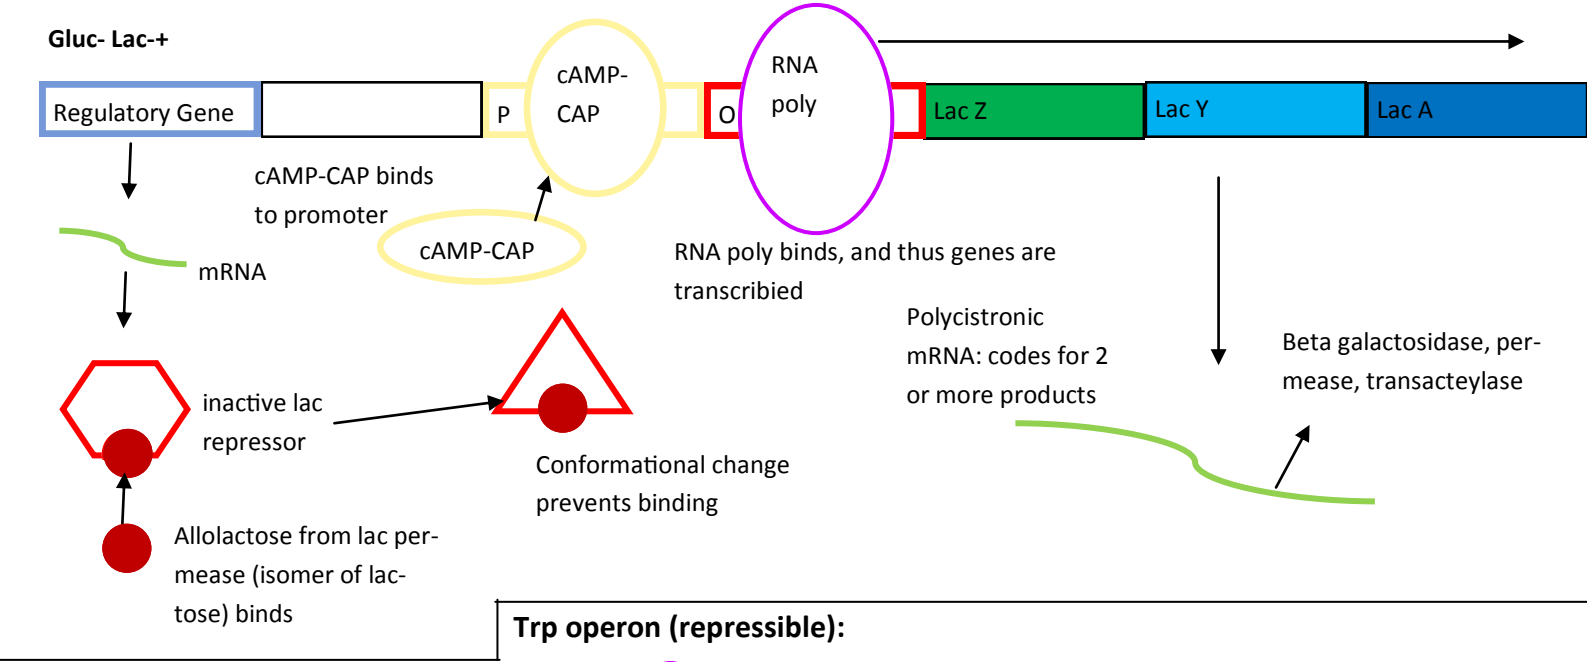 Gluc- Lac-+
Regulatory Gene
P
cAMP-
CAP
O
RNA
poly
Lac Z
Lac Y
Lac A
cAMP-CAP binds
to promoter
cAMP-CAP
mRNA
RNA poly binds, and thus genes are
transcribied
Polycistronic
mRNA: codes for 2
or more products
Beta galactosidase, per-
mease, transacteylase
inactive lac
repressor
Conformational change
prevents binding
Allolactose from lac per-
mease (isomer of lac-
tose) binds
Trp operon (repressible):